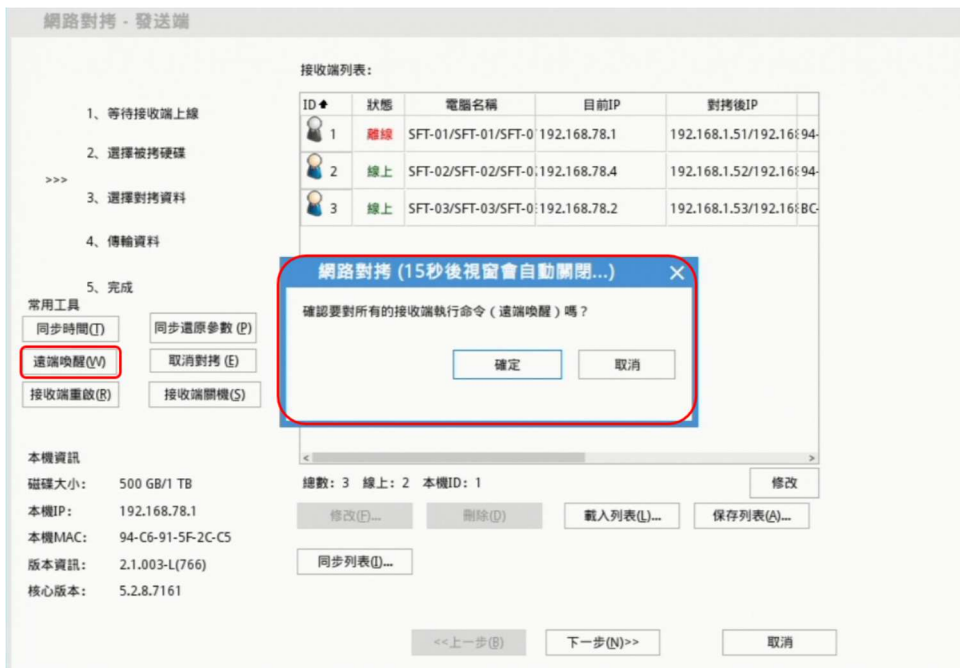 網路對拷 - 發送端
接收端列表:
ID 狀態 電腦名稱 目前IP 對拷後IP
1 離線 SFT-01/SFT-01/SFT-0 192.168.78.1 192.168.1.51/192.16 94-
2 線上 SFT-02/SFT-02/SFT-0 192.168.78.4 192.168.1.52/192.16 94-
3 線上 SFT-03/SFT-03/SFT-0 192.168.78.2 192.168.1.53/192.16 BC-
1、等待接收端上線
2、選擇被拷硬碟
>>>
3、選擇對拷資料
4、傳輸資料
5、完成
網路對拷 (15秒後視窗會自動關閉...)
確認要對所有的接收端執行命令 ( 遠端喚醒 ) 嗎？
確定 取消
常用工具
同步時間(T) 同步還原參數 (P)
遠端喚醒(W) 取消對拷 (E)
接收端重啟(R) 接收端關機(S)
本機資訊
磁碟大小: 500 GB/1 TB
本機IP: 192.168.78.1
本機MAC: 94-C6-91-5F-2C-C5
版本資訊: 2.1.003-L(766)
核心版本: 5.2.8.7161
總數: 3 線上: 2 本機ID: 1
修改
修改(F)... 刪除(D) 載入列表(L)... 保存列表(A)...
同步列表(I)...
<<上一步(B) 下一步(N)>> 取消